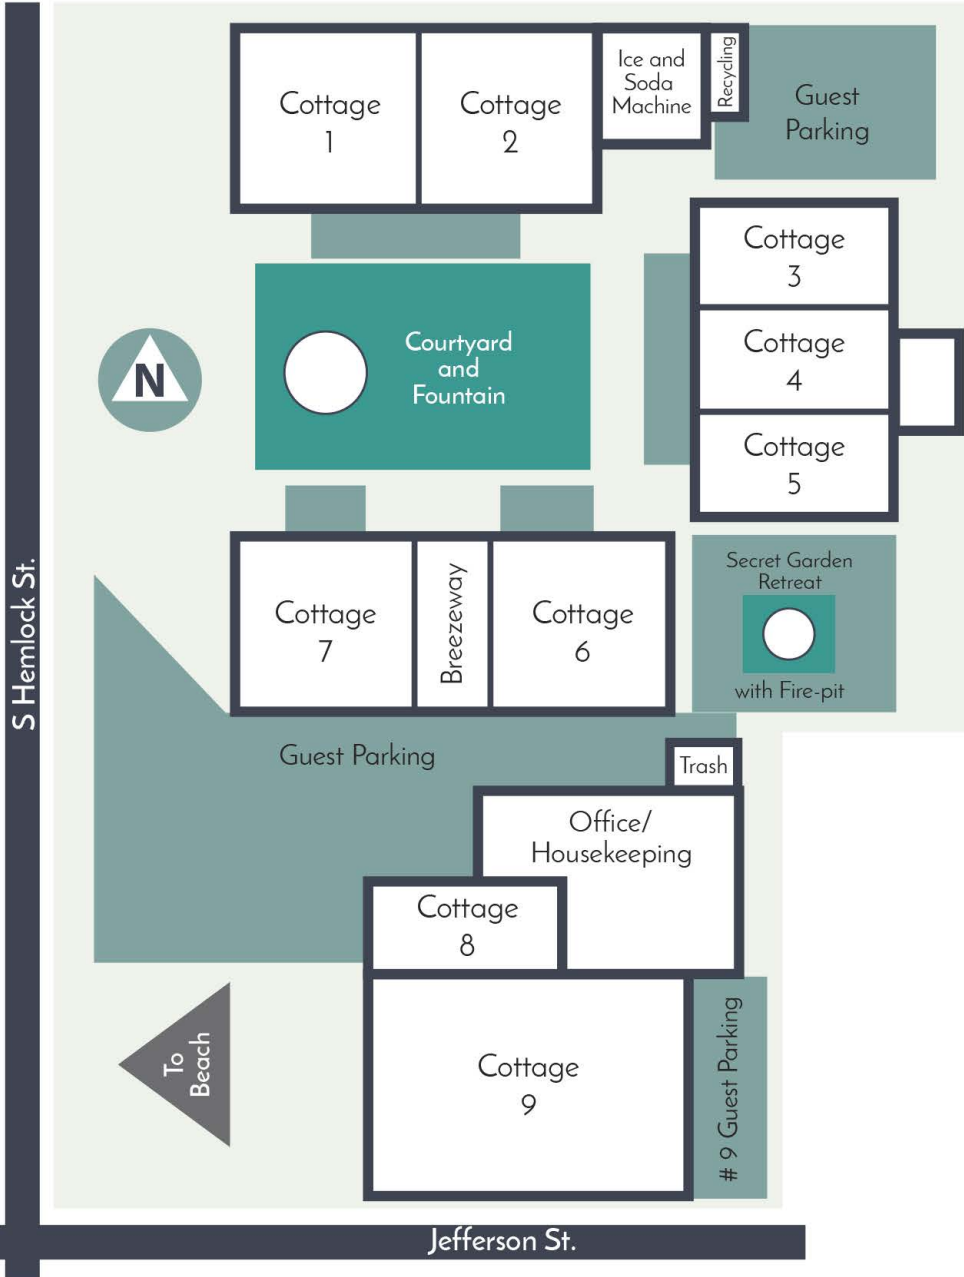 Cottage
1
Cottage
2
Ice and
Soda
Machine
Recycling
Guest
Parking
Cottage
3
Cottage
4
Cottage
5
N
Courtyard
and
Fountain
S Hemlock St.
Cottage
7
Breezeway
Cottage
6
Secret Garden
Retreat
with Fire-pit
Guest Parking
Trash
Office/
Housekeeping
Cottage
8
To
Beach
Cottage
9
# 9 Guest Parking
Jefferson St.